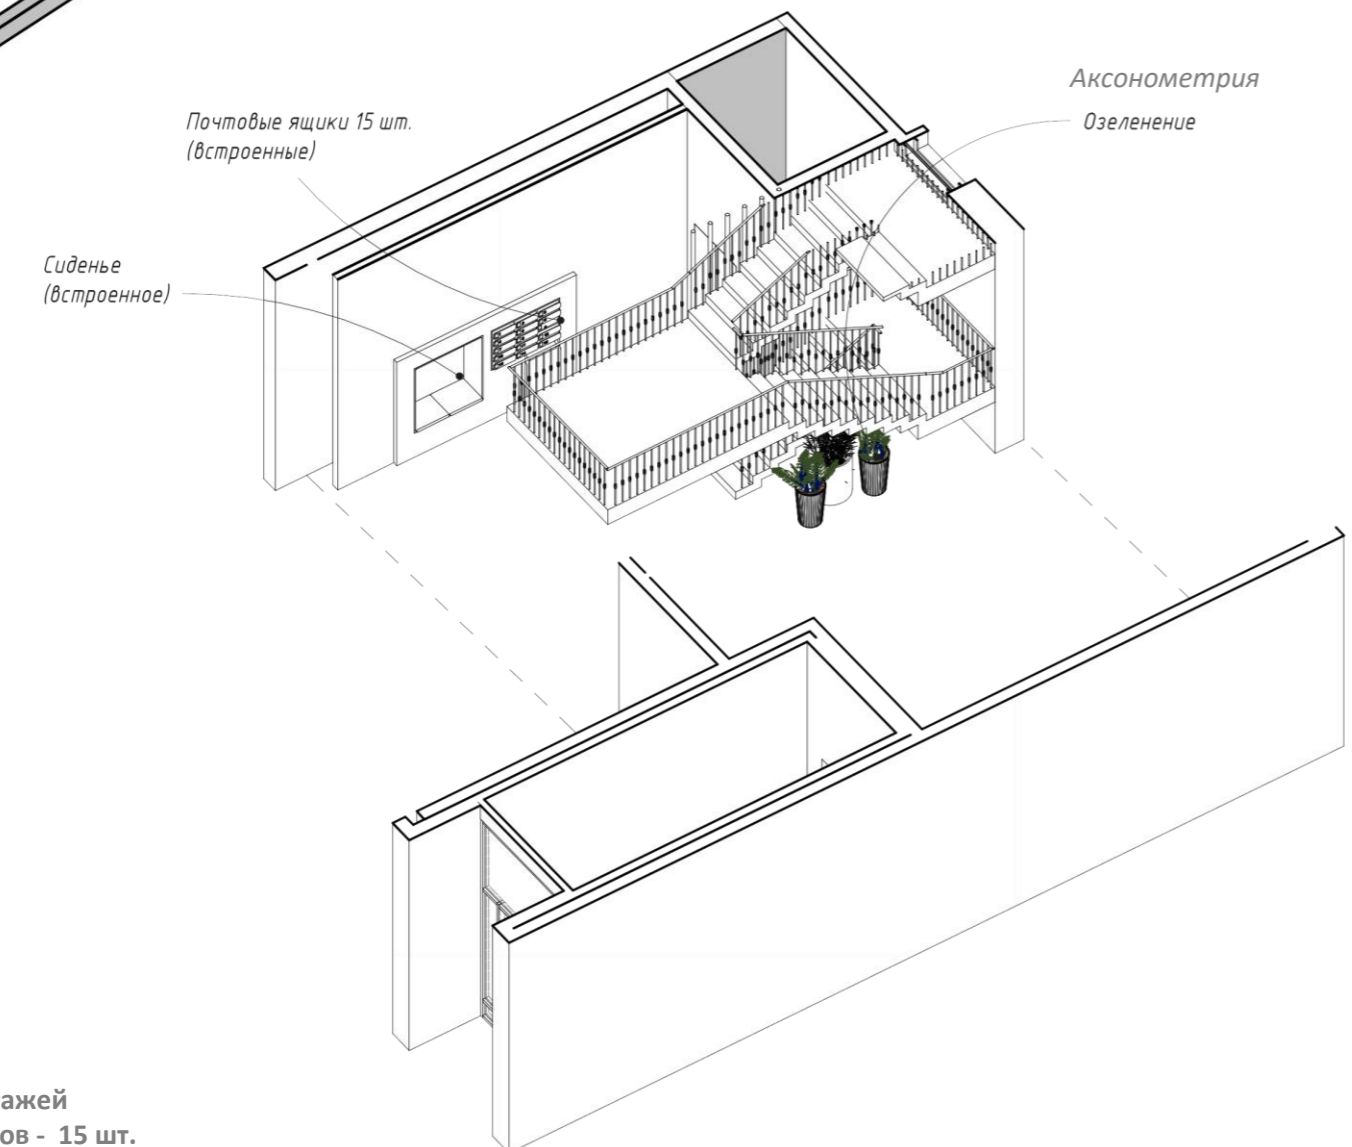 Аксонометрия
Озеленение
Почтовые ящики 15 шт.
(встроенные)
Сиденье
(встроенное)
ажей
ов - 15 шт.